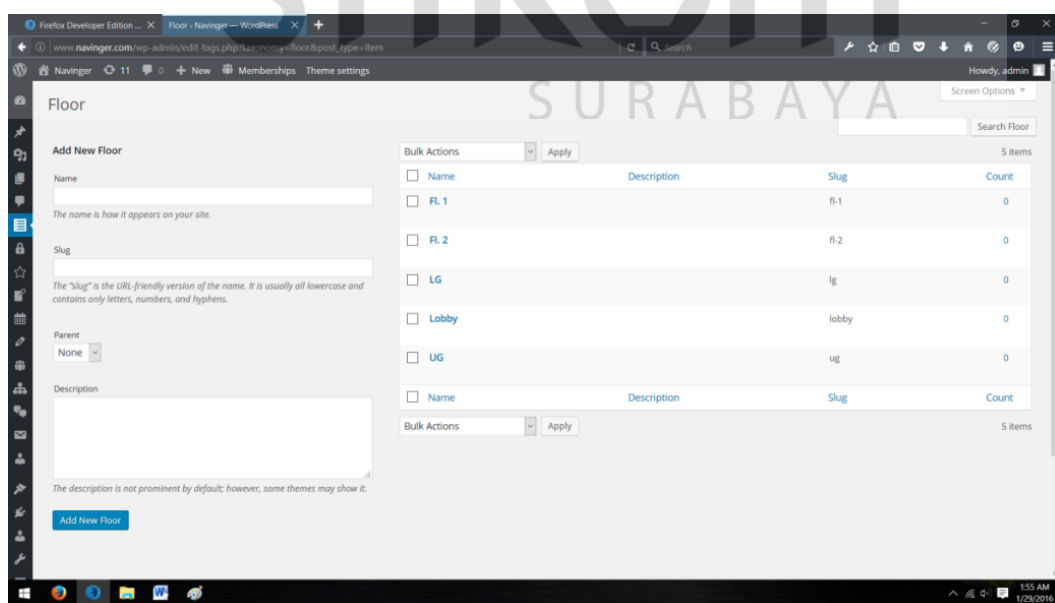 SURABAYA
Firefox Developer Edition ...
Floor ‹ Navinger — WordPress
www.navinger.com/wp-admin/edit-tags.php?taxonomy=floor&post_type=item
Search
Navinger 11 0 + New Memberships Theme settings
Howdy, admin
Floor
Screen Options
Search Floor
Add New Floor
Name
The name is how it appears on your site.
Slug
The "slug" is the URL-friendly version of the name. It is usually all lowercase and
contains only letters, numbers, and hyphens.
Parent
None
Description
The description is not prominent by default; however, some themes may show it.
Add New Floor
Bulk Actions Apply 5 items
Name Description Slug Count
Fl. 1 fl-1 0
Fl. 2 fl-2 0
LG lg 0
Lobby lobby 0
UG ug 0
Name Description Slug Count
Bulk Actions Apply 5 items
1:55 AM
1/29/2016